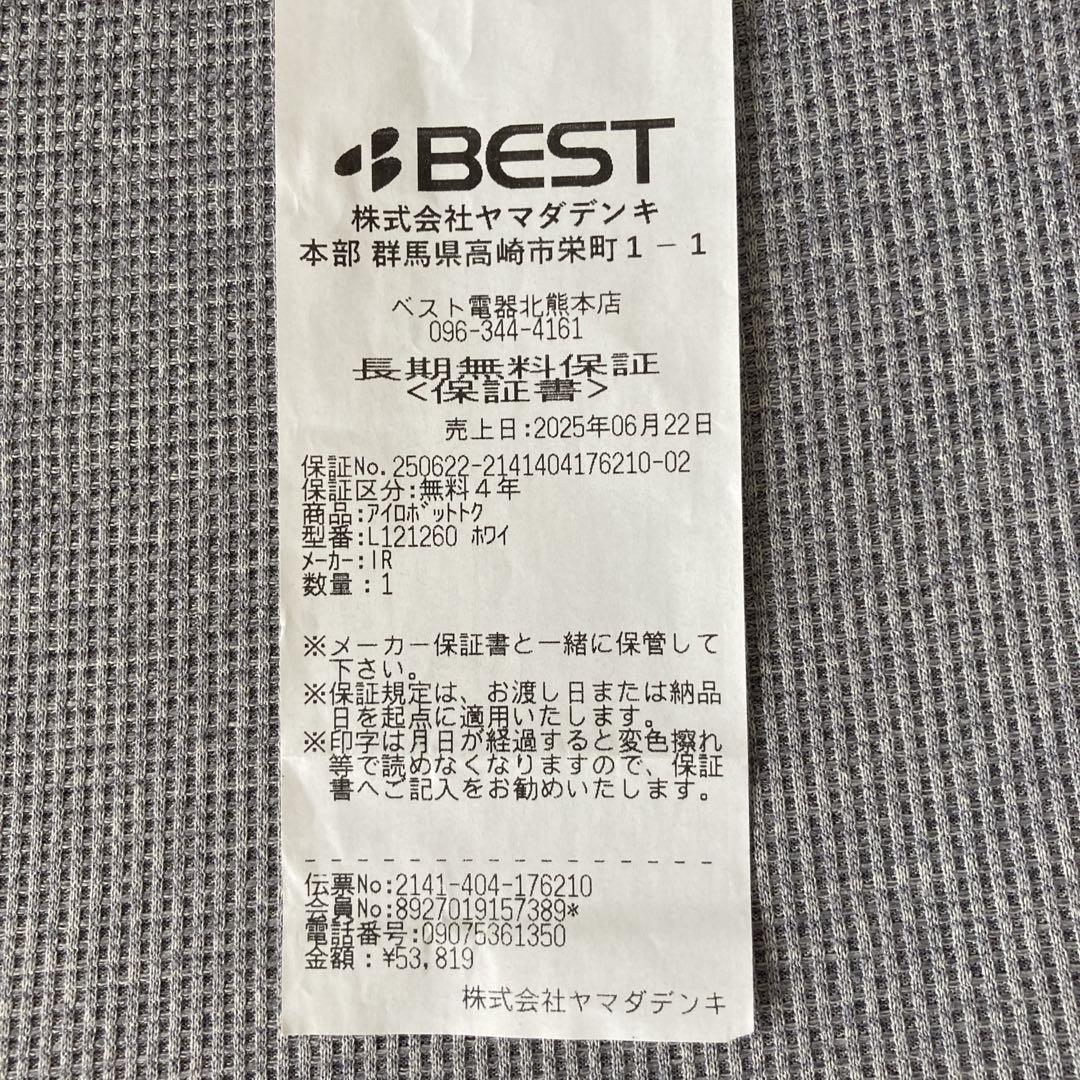 BEST
株式会社ヤマダデンキ
本部 群馬県高崎市栄町1-1
ベスト電器北熊本店
096-344-4161
長期無料保証
<保証書>
売上日:2025年06月22日
保証No.250622-2141404176210-02
保証区分:無料4年
商品:ｱｲﾛﾎﾞｯﾄﾄｸ
型番:L121260 ﾎﾜｲ
ﾒｰｶｰ:IR
数量:1
※メーカー保証書と一緒に保管して
下さい。
※保証規定は、お渡し日または納品
日を起点に適用いたします。
※印字は月日が経過すると変色擦れ
等で読めなくなりますので、保証
書へご記入をお勧めいたします。
伝票No:2141-404-176210
会員No:8927019157389*
電話番号:09075361350
金額:¥53,819
株式会社ヤマダデンキ